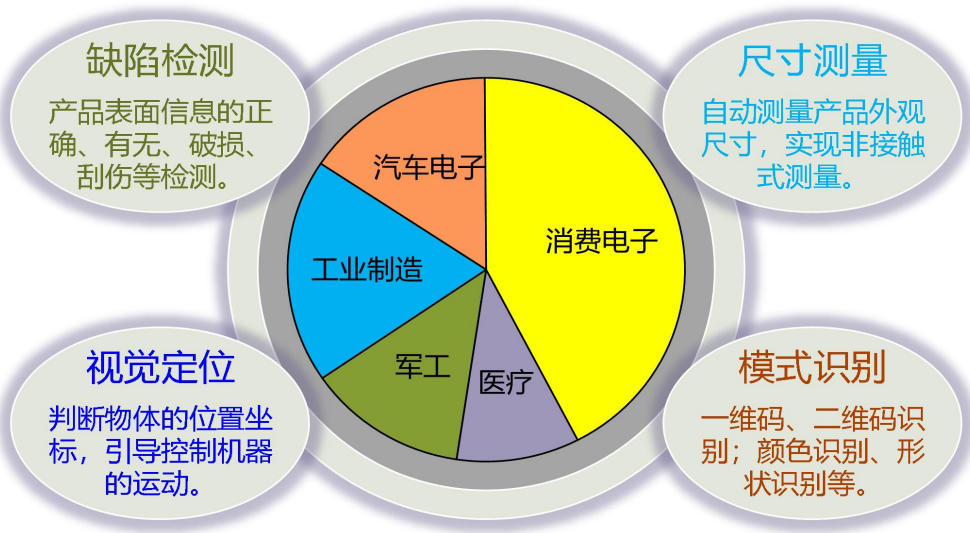 缺陷检测
产品表面信息的正
确、有无、破损、
刮伤等检测。
尺寸测量
自动测量产品外观
尺寸，实现非接触
式测量。
汽车电子
消费电子
工业制造
军工
医疗
视觉定位
判断物体的位置坐
标，引导控制机器
的运动。
模式识别
一维码、二维码识
别；颜色识别、形
状识别等。